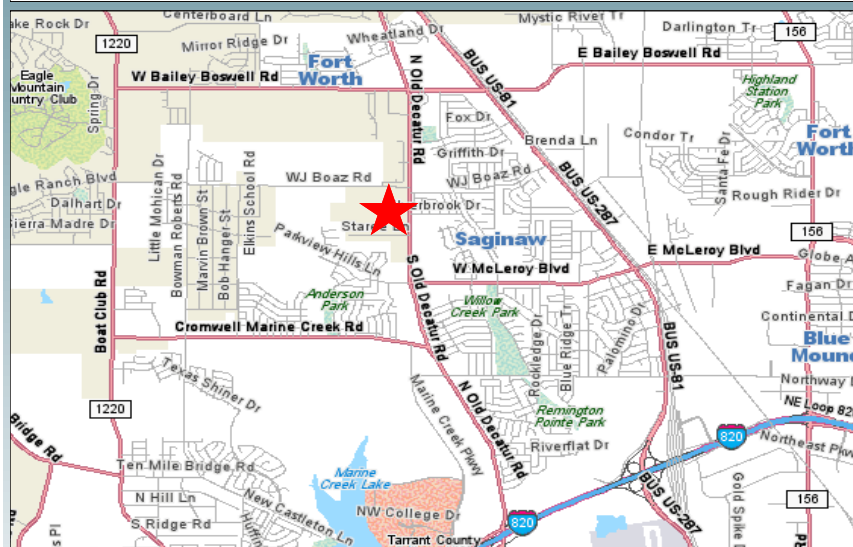 Centerboard Ln
Mystic River Tr
ake Rock Dr
Wheatland Dr
Darlington Tr
156
1220
Mirror Ridge Dr
Fort
Worth
E Bailey Boswell Rd
Eagle
Mountain
untry Club
Spring Dr
W Bailey Boswell Rd
N Old Decatur Rd
BUS US-81
Highland
Station
Park
Fox Dr
Griffith Dr
Brenda Ln
Condor Tr
Fort
Worth
gle Ranch Blvd
Dalhart Dr
ierra Madre Dr
Little Mohican Dr
Bowman Roberts Rd
Marvin Brown St
Bob-Hanger-St
Elkins School Rd
WJ Boaz Rd
WJ Boaz Rd
BUS US-287
Santa-Fe-Dr
Rough Rider Dr
erbrook Dr
156
Saginaw
Parkview Hills Ln
E McLeroy Blvd
W McLeroy Blvd
Globe A
Fagan Dr
Anderson
Park
S Old Decatur Rd
Willow
Creek Park
Boat Club Rd
Cromwell Marine Creek Rd
Rockledge Dr
Blue Ridge Tr
Palomino Dr
BUS US-81
Continental D
Blue
Moun
Texas Shiner Dr
Marine Creek Pkwy
N Old Decatur Rd
Northway
NE Loop 820
1220
Remington
Pointe Park
820
Northeast Pkw
Bridge Rd
Riverflat Dr
Ten Mile Bridge Rd
Marine
Creek Lake
BUS US-287
Gold Spike D
156
N Hill Ln
New Castleton Ln
NW College Dr
820
S Ridge Rd
s Pl
Tarrant County